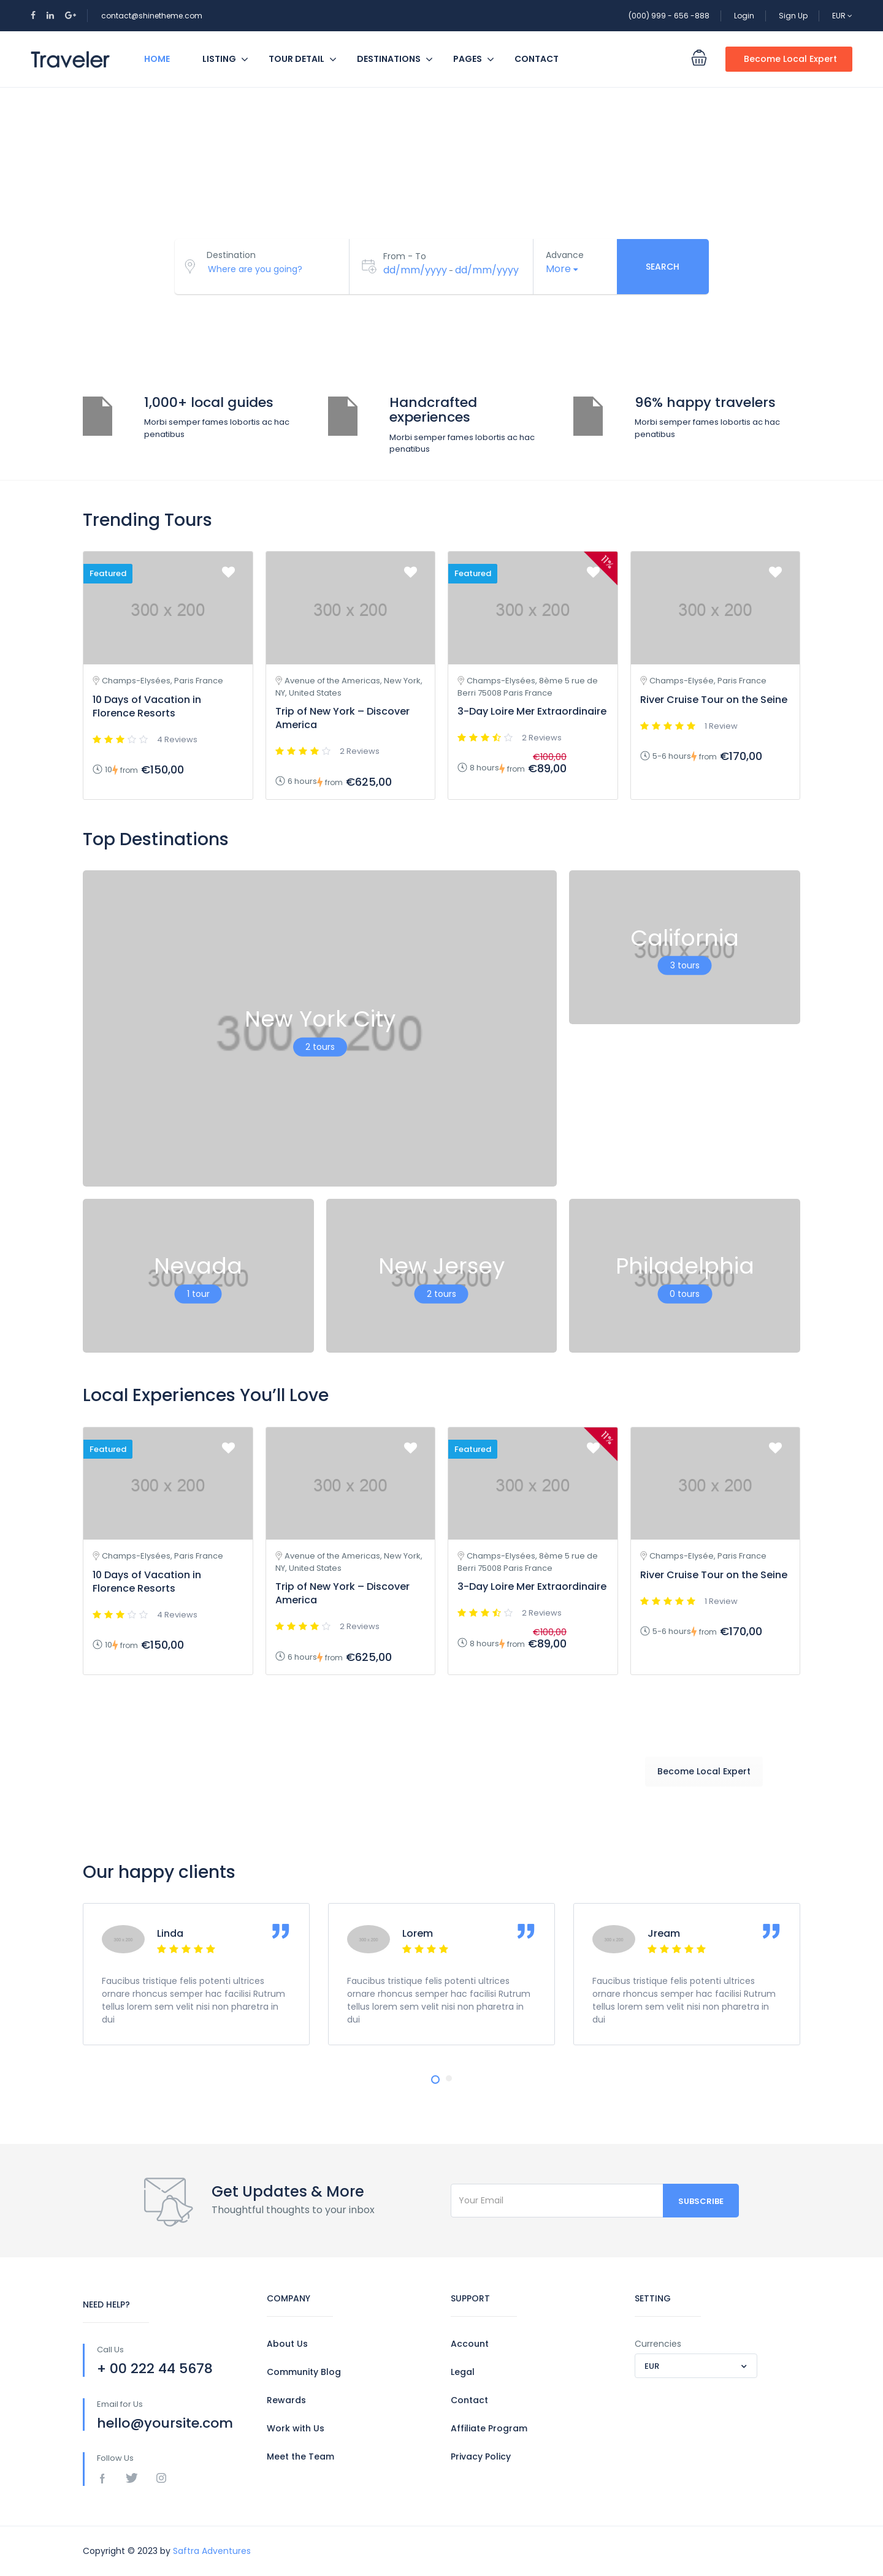 contact@shinetheme.com
(000) 999 - 656 -888
Login
Sign Up
EUR
Traveler
HOME
LISTING
TOUR DETAIL
DESTINATIONS
PAGES
CONTACT
Become Local Expert
Destination
Where are you going?
From – To
dd/mm/yyyy - dd/mm/yyyy
Advance
More
SEARCH
1,000+ local guides
Morbi semper fames lobortis ac hac
penatibus
Handcrafted
experiences
Morbi semper fames lobortis ac hac
penatibus
96% happy travelers
Morbi semper fames lobortis ac hac
penatibus
Trending Tours
Featured
300 x 200
Champs-Elysées, Paris France
10 Days of Vacation in
Florence Resorts
4 Reviews
10 from €150,00
300 x 200
Avenue of the Americas, New York,
NY, United States
Trip of New York – Discover
America
2 Reviews
6 hours from €625,00
Featured
11%
300 x 200
Champs-Elysées, 8ème 5 rue de
Berri 75008 Paris France
3-Day Loire Mer Extraordinaire
2 Reviews
€100,00
8 hours from €89,00
300 x 200
Champs-Elysée, Paris France
River Cruise Tour on the Seine
1 Review
5-6 hours from €170,00
Top Destinations
New York City
300 x 200
2 tours
California
300 x 200
3 tours
Nevada
300 x 200
1 tour
New Jersey
300 x 200
2 tours
Philadelphia
300 x 200
0 tours
Local Experiences You’ll Love
Featured
300 x 200
Champs-Elysées, Paris France
10 Days of Vacation in
Florence Resorts
4 Reviews
10 from €150,00
300 x 200
Avenue of the Americas, New York,
NY, United States
Trip of New York – Discover
America
2 Reviews
6 hours from €625,00
Featured
11%
300 x 200
Champs-Elysées, 8ème 5 rue de
Berri 75008 Paris France
3-Day Loire Mer Extraordinaire
2 Reviews
€100,00
8 hours from €89,00
300 x 200
Champs-Elysée, Paris France
River Cruise Tour on the Seine
1 Review
5-6 hours from €170,00
Become Local Expert
Our happy clients
300 x 200
Linda
Faucibus tristique felis potenti ultrices
ornare rhoncus semper hac facilisi Rutrum
tellus lorem sem velit nisi non pharetra in
dui
300 x 200
Lorem
Faucibus tristique felis potenti ultrices
ornare rhoncus semper hac facilisi Rutrum
tellus lorem sem velit nisi non pharetra in
dui
300 x 200
Jream
Faucibus tristique felis potenti ultrices
ornare rhoncus semper hac facilisi Rutrum
tellus lorem sem velit nisi non pharetra in
dui
Get Updates & More
Thoughtful thoughts to your inbox
Your Email
SUBSCRIBE
NEED HELP?
Call Us
+ 00 222 44 5678
Email for Us
hello@yoursite.com
Follow Us
COMPANY
About Us
Community Blog
Rewards
Work with Us
Meet the Team
SUPPORT
Account
Legal
Contact
Affiliate Program
Privacy Policy
SETTING
Currencies
EUR
Copyright © 2023 by Saftra Adventures